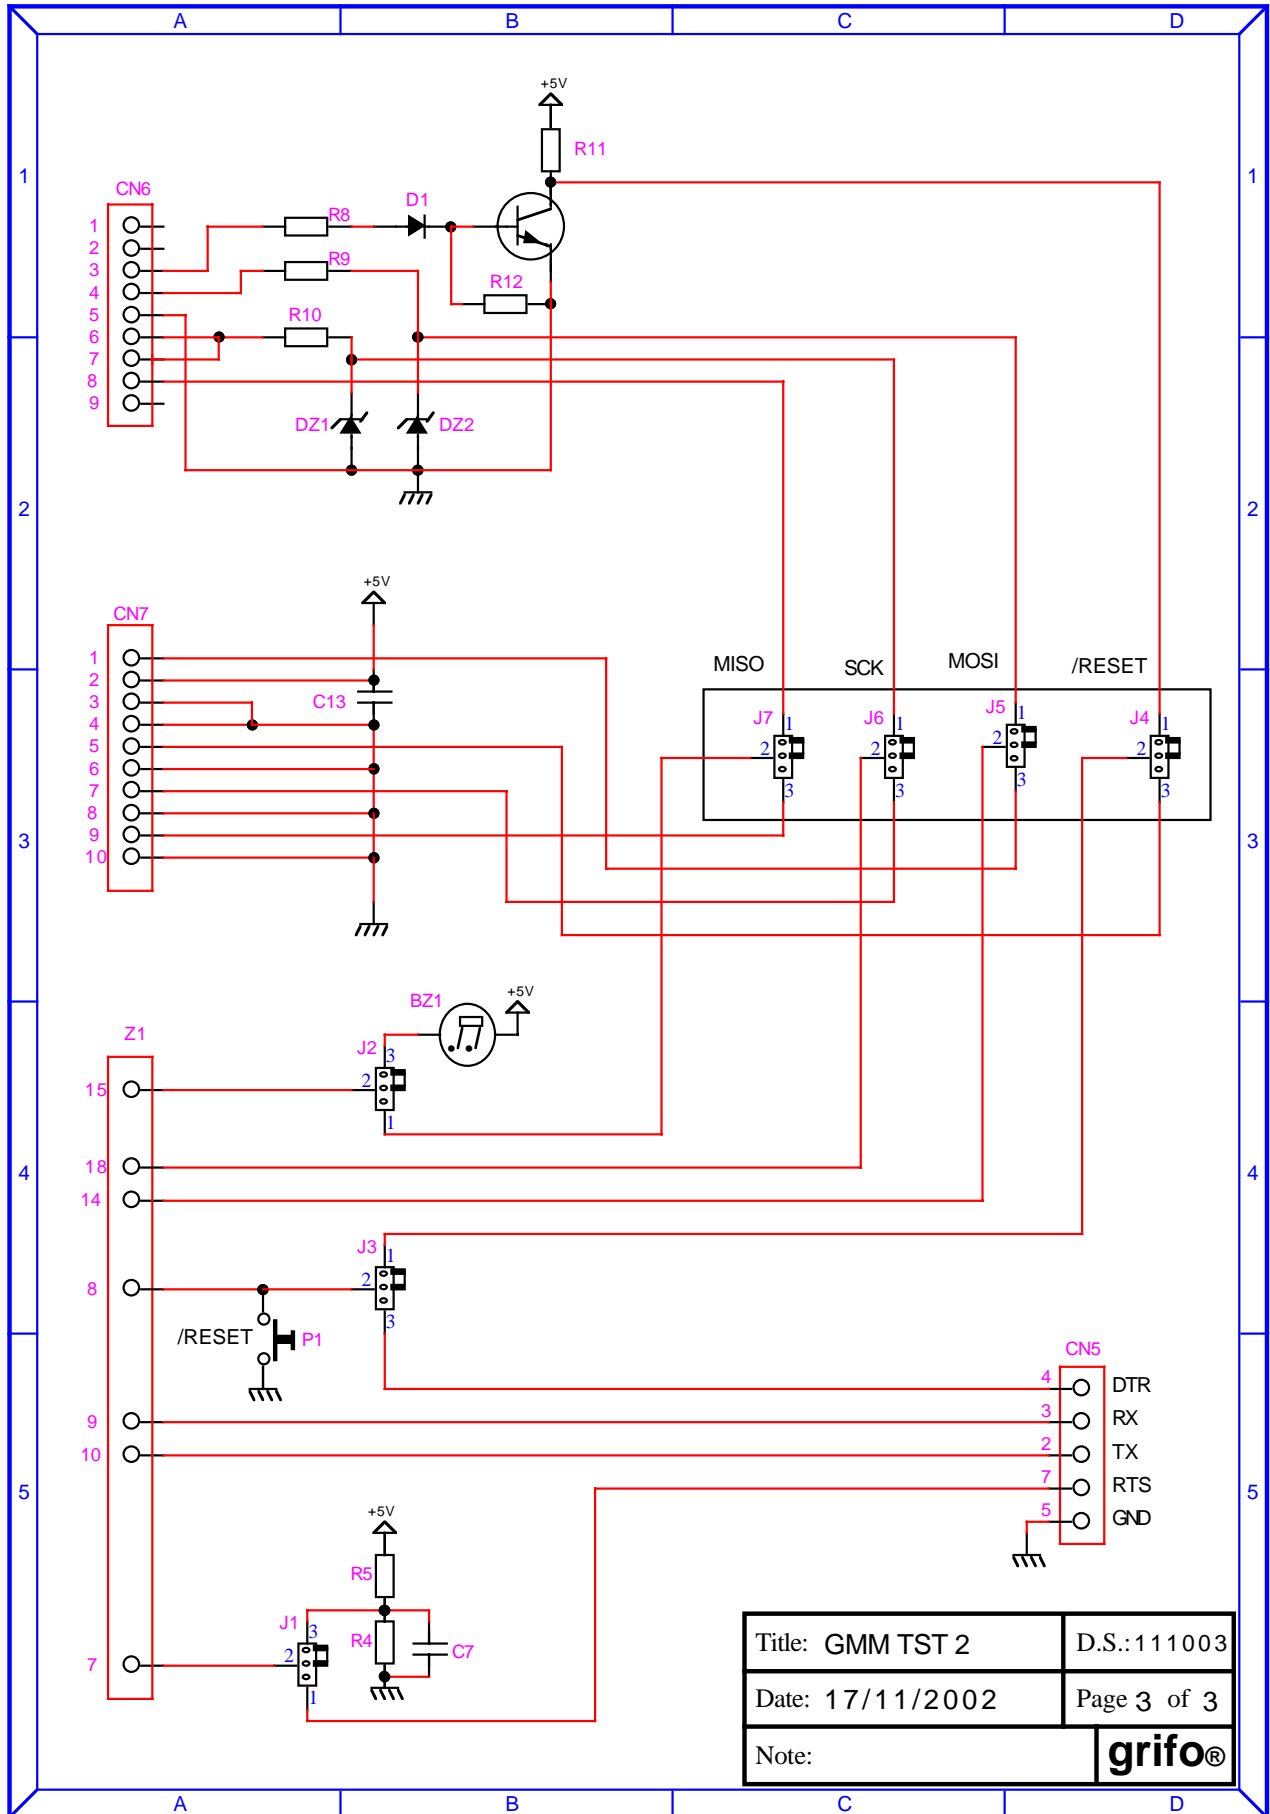 A B C D
+5V
R11
1 1
CN6
D1
1 R8
2
3 R9
4 R12
5
6 R10
7
8
9
DZ1 DZ2
2 2
+5V
CN7
1 MISO SCK MOSI /RESET
2
3 C13
4 J7 1 J6 1 J5 1 J4 1
5 2 2 2 2
6
7 3 3 3 3
8
9
10
3 3
BZ1 +5V
Z1
J2 3
15 2
1
18
14
4 4
J3 1
8 2
3
/RESET P1
CN5
4 DTR
9 3 RX
10 2 TX
7 RTS
5 GND
5 5
+5V
R5
J1 3 R4 C7
7 2
1
Title: GMM TST 2 D.S.:111003
Date: 17/11/2002 Page 3 of 3
Note: grifo®
A B C D